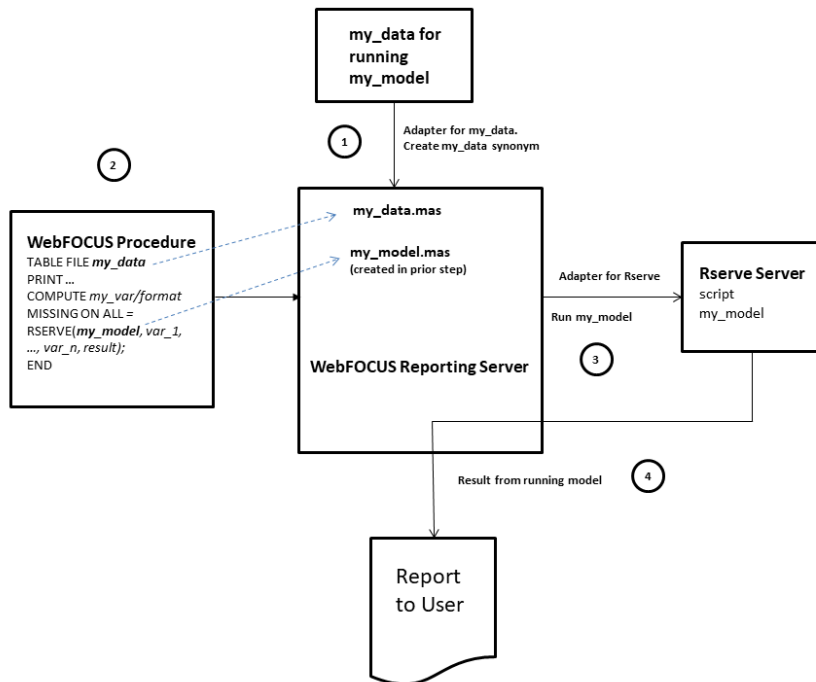 my_data for
running
my_model
1
Adapter for my_data.
Create my_data synonym
2
WebFOCUS Procedure
TABLE FILE my_data
PRINT ...
COMPUTE my_var/format
MISSING ON ALL =
RSERVE(my_model, var_1,
..., var_n, result);
END
my_data.mas
my_model.mas
(created in prior step)
WebFOCUS Reporting Server
Adapter for Rserve
Run my_model
3
Rserve Server
script
my_model
Result from running model
4
Report
to User